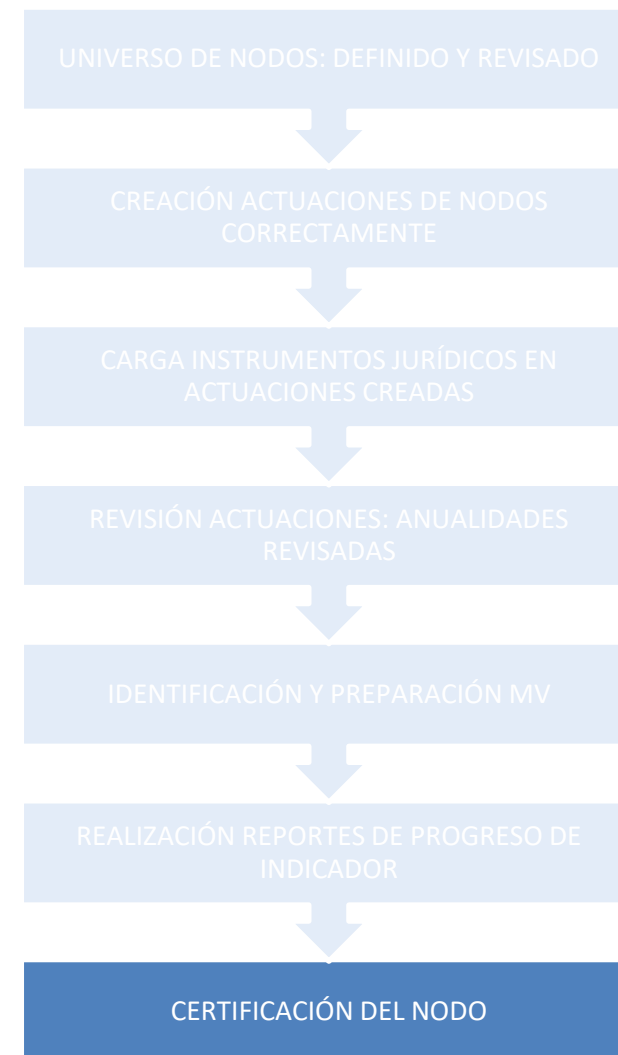 UNIVERSO DE NODOS: DEFINIDO Y REVISADO
CREACIÓN ACTUACIONES DE NODOS
CORRECTAMENTE
CARGA INSTRUMENTOS JURÍDICOS EN
ACTUACIONES CREADAS
REVISIÓN ACTUACIONES: ANUALIDADES
REVISADAS
IDENTIFICACIÓN Y PREPARACIÓN MV
REALIZACIÓN REPORTES DE PROGRESO DE
INDICADOR
CERTIFICACIÓN DEL NODO